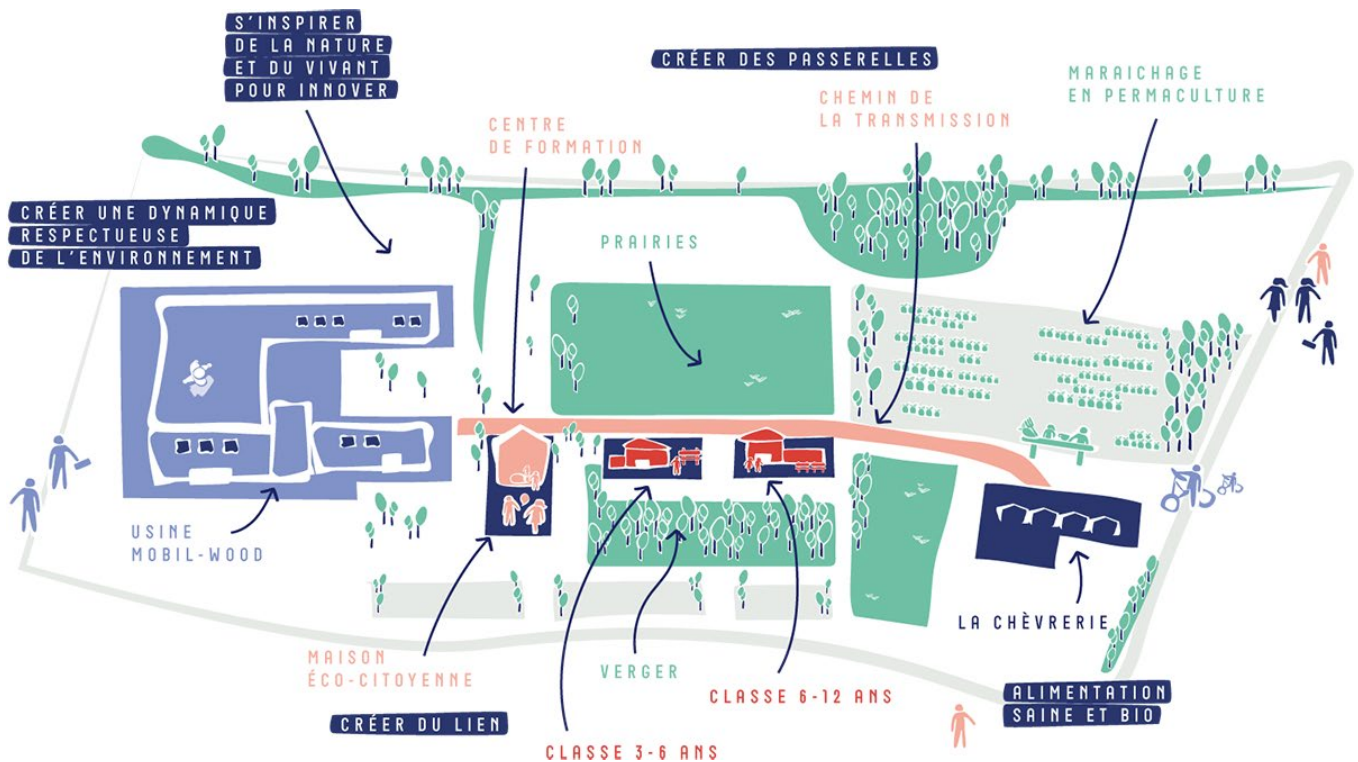 S'INSPIRER
DE LA NATURE
ET DU VIVANT
POUR INNOVER
CRÉER DES PASSERELLES
MARAICHAGE
EN PERMACULTURE
CHEMIN DE
LA TRANSMISSION
CENTRE
DE FORMATION
CRÉER UNE DYNAMIQUE
RESPECTUEUSE
DE L'ENVIRONNEMENT
PRAIRIES
USINE
MOBIL-WOOD
LA CHÈVRERIE
MAISON
ÉCO-CITOYENNE
VERGER
CLASSE 6-12 ANS
ALIMENTATION
SAINE ET BIO
CRÉER DU LIEN
CLASSE 3-6 ANS